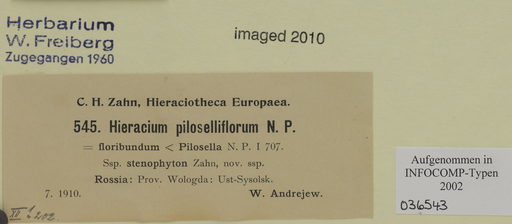 Herbarium
W. Freiberg
Zugegangen 1960
imaged 2010
C. H. Zahn, Hieraciotheca Europaea.
545. Hieracium piloselliflorum N. P.
= floribundum < Pilosella N. P. I 707.
Ssp. stenophyton Zahn, nov. ssp.
Rossia: Prov. Wologda: Ust-Sysolsk.
7. 1910. W. Andrejew.
Aufgenommen in
INFOCOMP-Typen
2002
036543